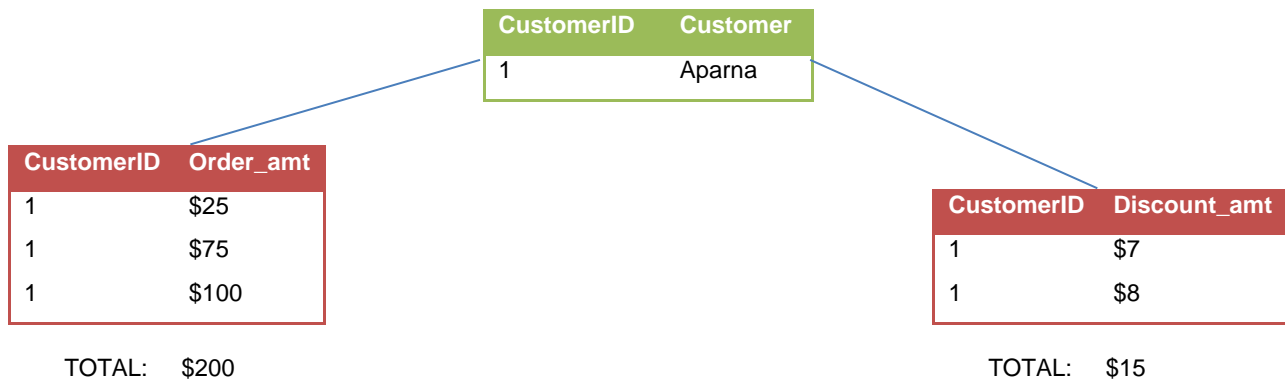 CustomerID Customer
1 Aparna
CustomerID Order_amt
1 $25
1 $75
1 $100
TOTAL: $200
CustomerID Discount_amt
1 $7
1 $8
TOTAL: $15